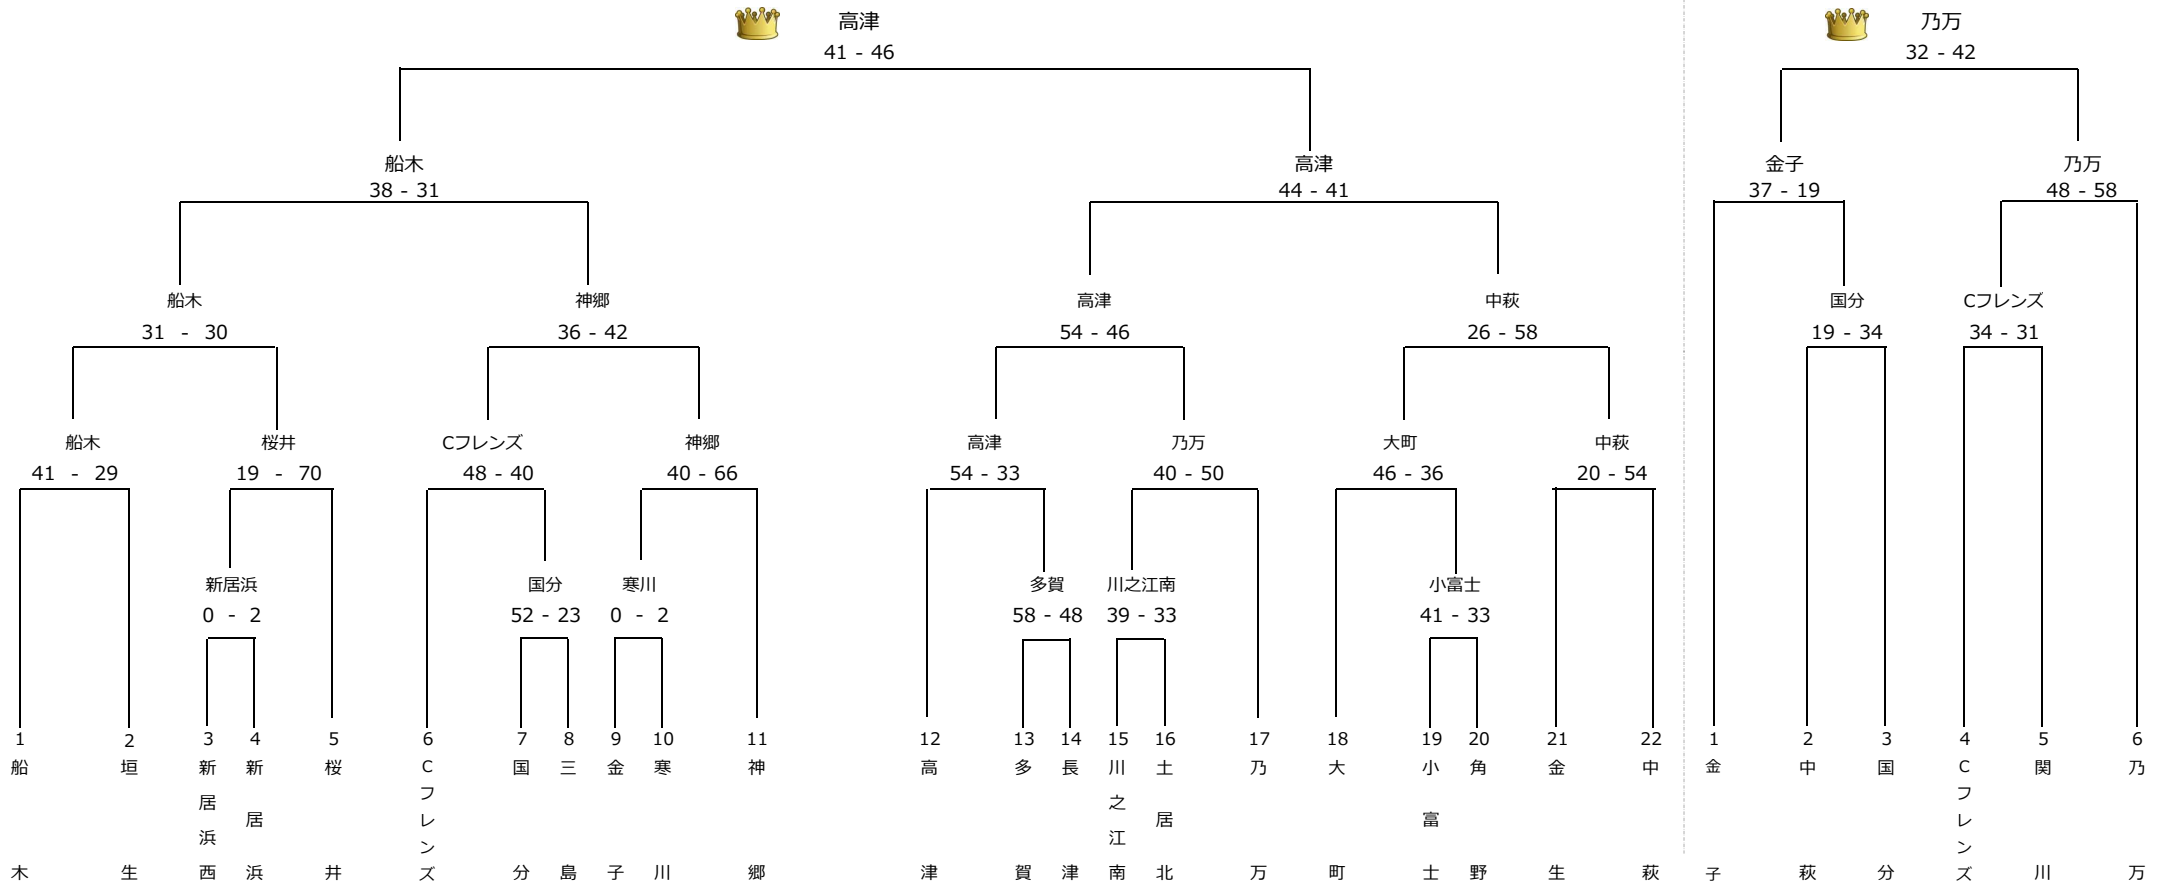 高津 乃万
41 - 46 32 - 42
船木 高津 金子 乃万
38 - 31 44 - 41 37 - 19 48 - 58
船木 神郷 高津 中萩 国分 Cフレンズ
31 - 30 36 - 42 54 - 46 26 - 58 19 - 34 34 - 31
船木 桜井 Cフレンズ 神郷 高津 乃万 大町 中萩
41 - 29 19 - 70 48 - 40 40 - 66 54 - 33 40 - 50 46 - 36 20 - 54
新居浜 国分 寒川 多賀 川之江南 小富士
0 - 2 52 - 23 0 - 2 58 - 48 39 - 33 41 - 33
1 船木
2 垣生
3 新居浜西
4 新居浜
5 桜井
6 Cフレンズ
7 国分
8 三島
9 金子
10 寒川
11 神郷
12 高津
13 多賀
14 長津
15 川之江南
16 土居北
17 乃万
18 大町
19 小富士
20 角野
21 金生
22 中萩
1 金子
2 中萩
3 国分
4 Cフレンズ
5 関川
6 乃万